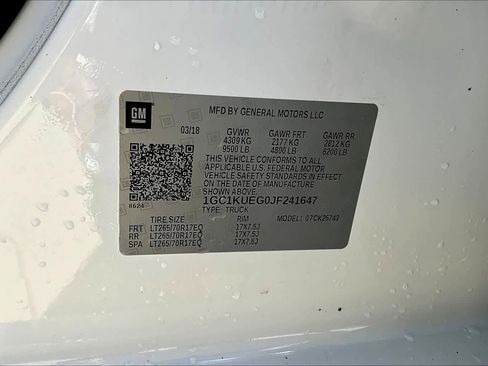 GM
MFD BY GENERAL MOTORS LLC
03/18 GVWR GAWR FRT GAWR RR
4309 KG 2177 KG 2812 KG
9500 LB 4800 LB 6200 LB
THIS VEHICLE CONFORMS TO ALL
APPLICABLE U.S. FEDERAL MOTOR
VEHICLE SAFETY STANDARDS IN EFFECT
ON THE DATE OF MANUFACTURE
SHOWN ABOVE.
8624 1GC1KUEG0JF241647
TYPE: TRUCK
TIRE SIZE RIM MODEL: 07CK25743
FRT LT265/70R17EQ 17X7.5J
RR LT265/70R17EQ 17X7.5J
SPA LT265/70R17EQ 17X7.5J